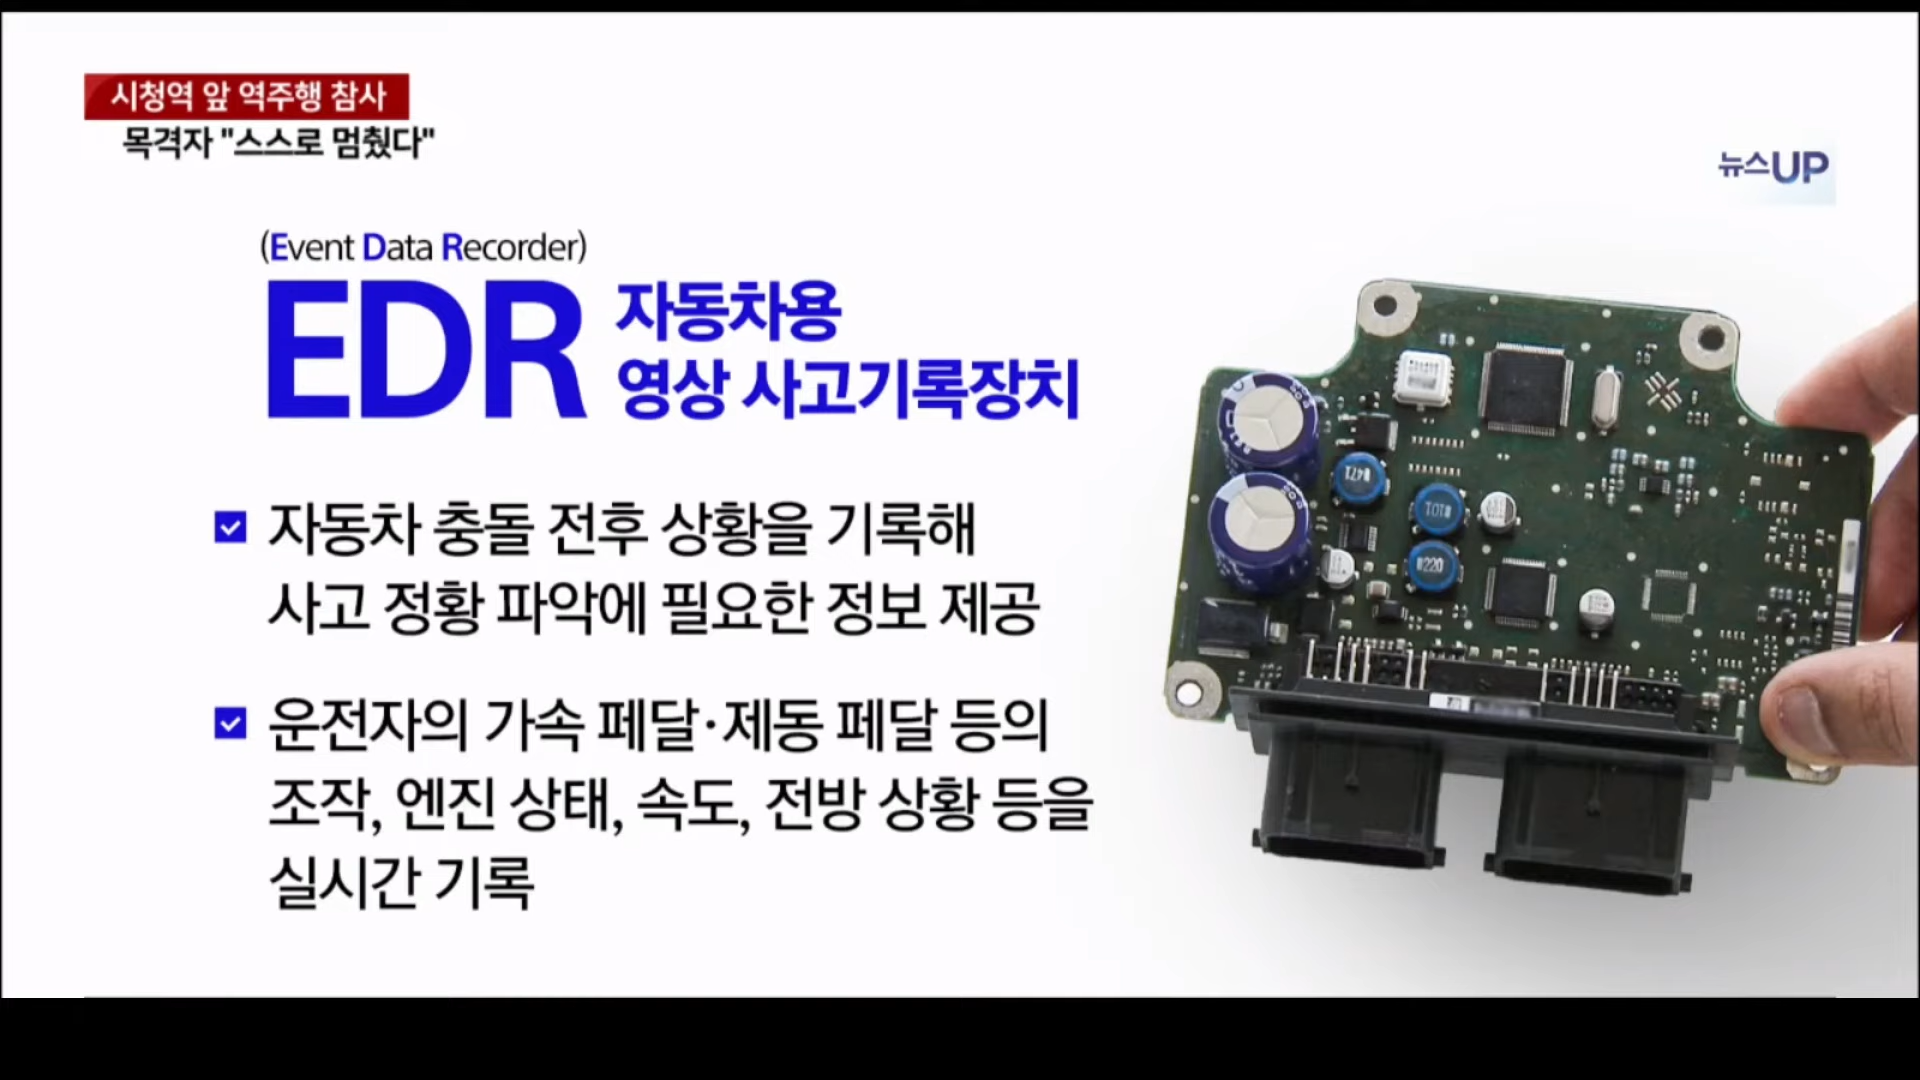 시청역 앞 역주행 참사
목격자 "스스로 멈췄다"
뉴스UP
(Event Data Recorder)
EDR 자동차용
영상 사고기록장치
자동차 충돌 전후 상황을 기록해
사고 정황 파악에 필요한 정보 제공
운전자의 가속 페달·제동 페달 등의
조작, 엔진 상태, 속도, 전방 상황 등을
실시간 기록
471
101
220